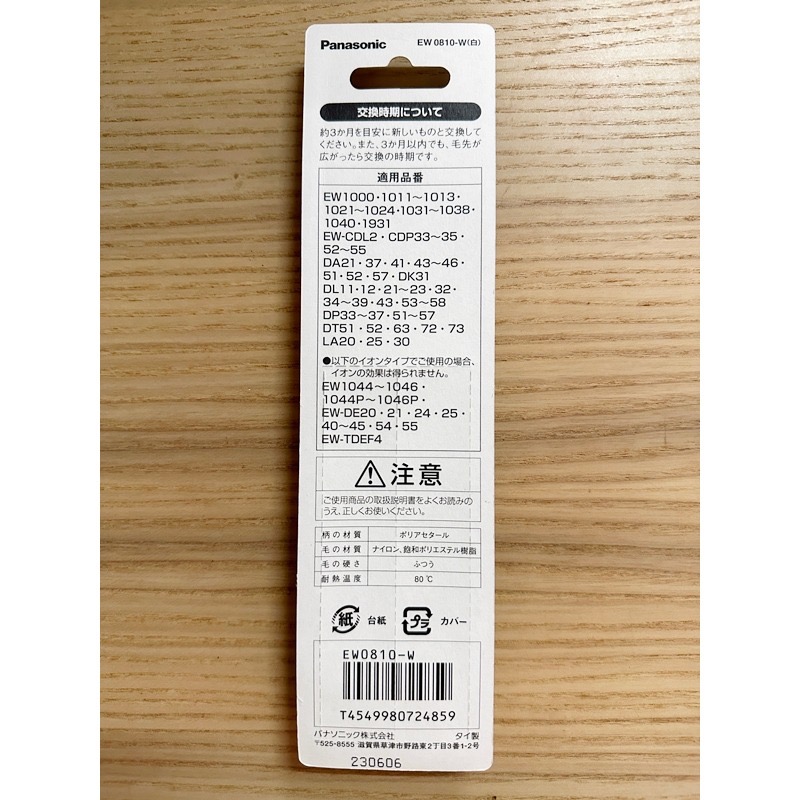 Panasonic EW0810-W(白)
交換時期について
約3か月を目安に新しいものと交換して
ください。また、3か月以内でも、毛先が
広がったら交換の時期です。
適用品番
EW1000・1011〜1013・
1021〜1024・1031〜1038・
1040・1931
EW-CDL2・CDP33〜35・
52〜55
DA21・37・41・43〜46・
51・52・57・DK31
DL11・12・21〜23・32・
34〜39・43・53〜58
DP33〜37・51〜57
DT51・52・63・72・73
LA20・25・30
●以下のイオンタイプでご使用の場合、
イオンの効果は得られません。
EW1044〜1046・
1044P〜1046P・
EW-DE20・21・24・25・
40〜45・54・55
EW-TDEF4
注意
ご使用商品の取扱説明書をよくお読みの
うえ、正しくお使いください。
柄の材質 ポリアセタール
毛の材質 ナイロン、飽和ポリエステル樹脂
毛の硬さ ふつう
耐熱温度 80℃
紙 台紙 プラ カバー
EW0810-W
T4549980724859
パナソニック株式会社 タイ製
〒525-8555 滋賀県草津市野路東2丁目3番1-2号
230606